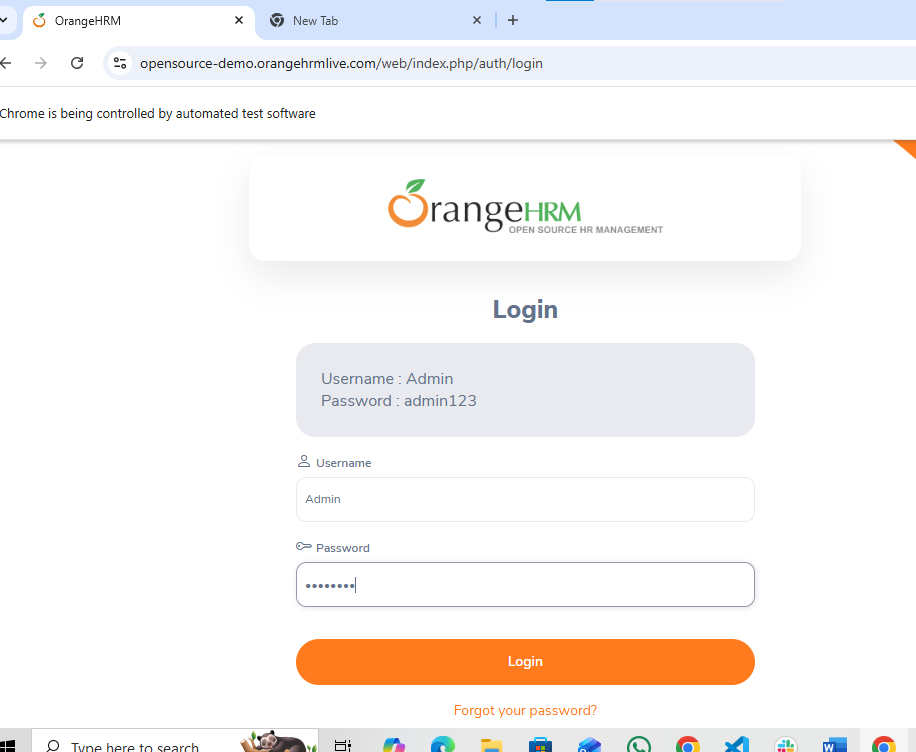 OrangeHRM
New Tab
opensource-demo.orangehrmlive.com/web/index.php/auth/login
Chrome is being controlled by automated test software
OrangeHRM
OPEN SOURCE HR MANAGEMENT
Login
Username : Admin
Password : admin123
Username
Admin
Password
••••••••
Login
Forgot your password?
Type here to search